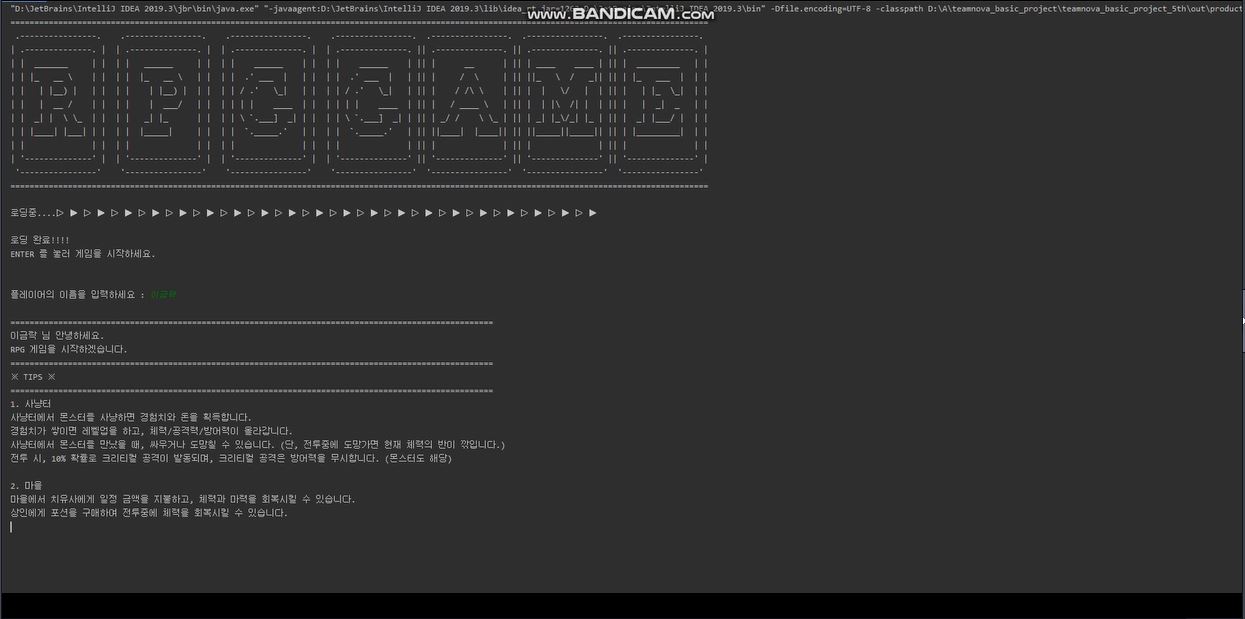 "D:\JetBrains\IntelliJ IDEA 2019.3\jbr\bin\java.exe" "-javaagent:D:\JetBrains\IntelliJ IDEA 2019.3\lib\idea_rt.jar= IDEA 2019.3\bin" -Dfile.encoding=UTF-8 -classpath D:\A\teamnova_basic_project\teamnova_basic_project_5th\out\product
www.BANDICAM.com
RPGGAME
로딩중....▷ ▶ ▷ ▶ ▷ ▶ ▷ ▶ ▷ ▶ ▷ ▶ ▷ ▶ ▷ ▶ ▷ ▶ ▷ ▶ ▷ ▶ ▷ ▶ ▷ ▶ ▷ ▶ ▷ ▶ ▷ ▶ ▷ ▶ ▷ ▶ ▷ ▶ ▷ ▶
로딩 완료!!!!
ENTER 를 눌러 게임을 시작하세요.
플레이어의 이름을 입력하세요 : 이금락
이금락 님 안녕하세요.
RPG 게임을 시작하겠습니다.
※ TIPS ※
1. 사냥터
사냥터에서 몬스터를 사냥하면 경험치와 돈을 획득합니다.
경험치가 쌓이면 레벨업을 하고, 체력/공격력/방어력이 올라갑니다.
사냥터에서 몬스터를 만났을 때, 싸우거나 도망칠 수 있습니다. (단, 전투중에 도망가면 현재 체력의 반이 깎입니다.)
전투 시, 10% 확률로 크리티컬 공격이 발동되며, 크리티컬 공격은 방어력을 무시합니다. (몬스터도 해당)
2. 마을
마을에서 치유사에게 일정 금액을 지불하고, 체력과 마력을 회복시킬 수 있습니다.
상인에게 포션을 구매하여 전투중에 체력을 회복시킬 수 있습니다.